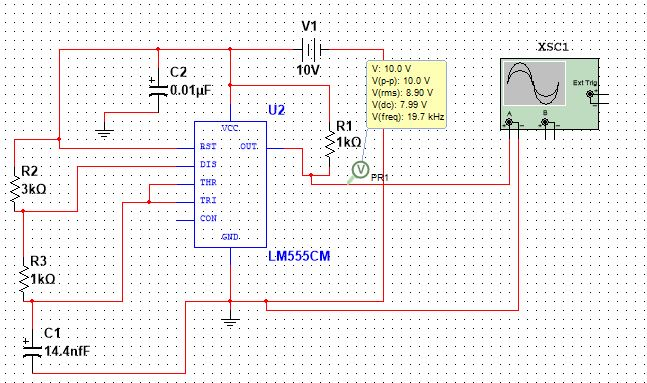 V1
10V
XSC1
Ext Trig
A
B
V: 10.0 V
V(p-p): 10.0 V
V(rms): 8.90 V
V(dc): 7.99 V
V(freq): 19.7 kHz
C2
0.01µF
U2
VCC
R1
1kΩ
RST
OUT
DIS
THR
TRI
CON
GND
V
PR1
R2
3kΩ
LM555CM
R3
1kΩ
C1
14.4nfF